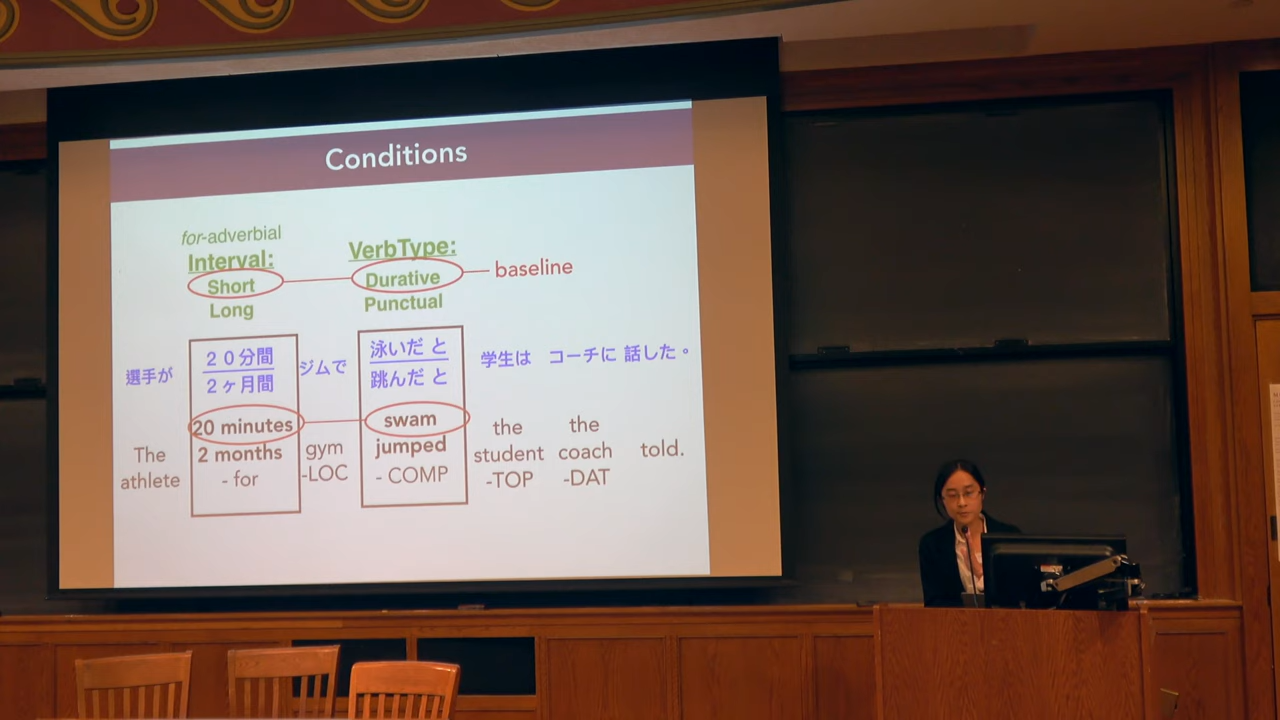 Conditions
for-adverbial
Interval:
Short
Long
VerbType:
Durative
Punctual
baseline
選手が ２０分間 ジムで 泳いだ と 学生は コーチに 話した。
２ヶ月間 跳んだ と
The athlete
20 minutes
2 months
- for
gym
-LOC
swam
jumped
- COMP
the
student
-TOP
the
coach
-DAT
told.